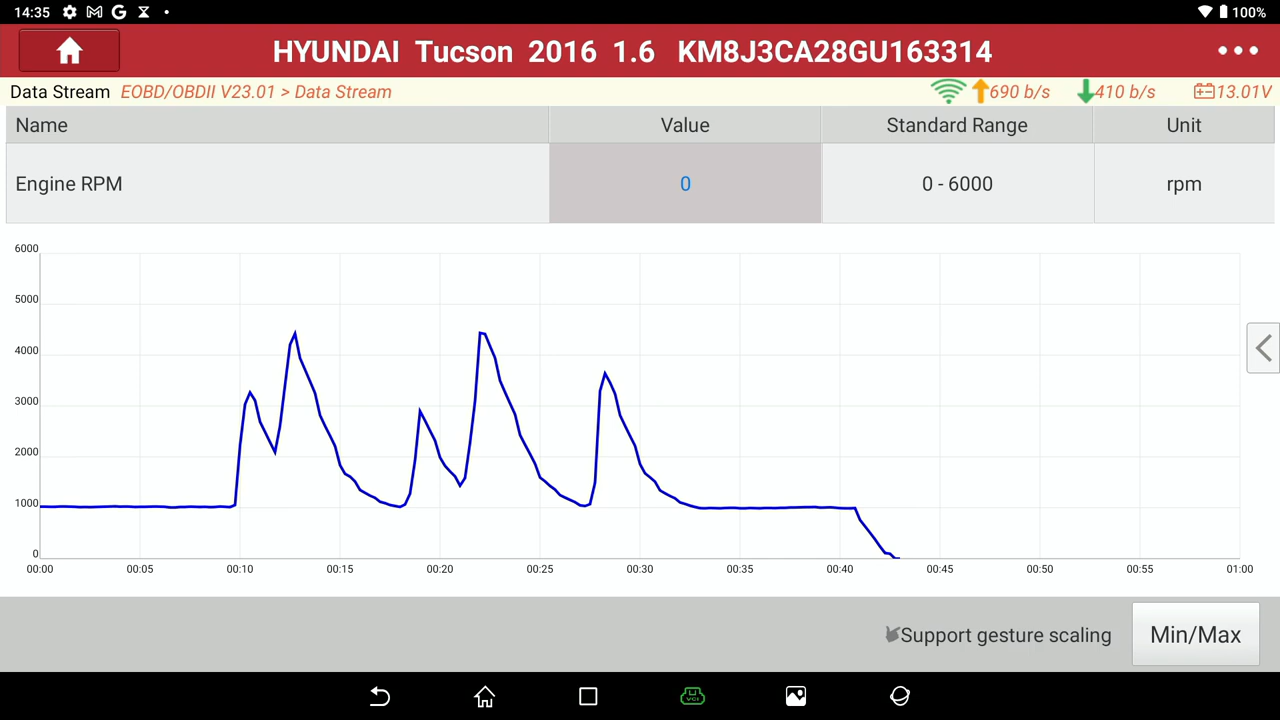 14:35 100%
HYUNDAI Tucson 2016 1.6 KM8J3CA28GU163314
Data Stream EOBD/OBDII V23.01 > Data Stream 690 b/s 410 b/s 13.01V
Name Value Standard Range Unit
Engine RPM 0 0 - 6000 rpm
6000
5000
4000
3000
2000
1000
0
00:00 00:05 00:10 00:15 00:20 00:25 00:30 00:35 00:40 00:45 00:50 00:55 01:00
Support gesture scaling Min/Max
VCI